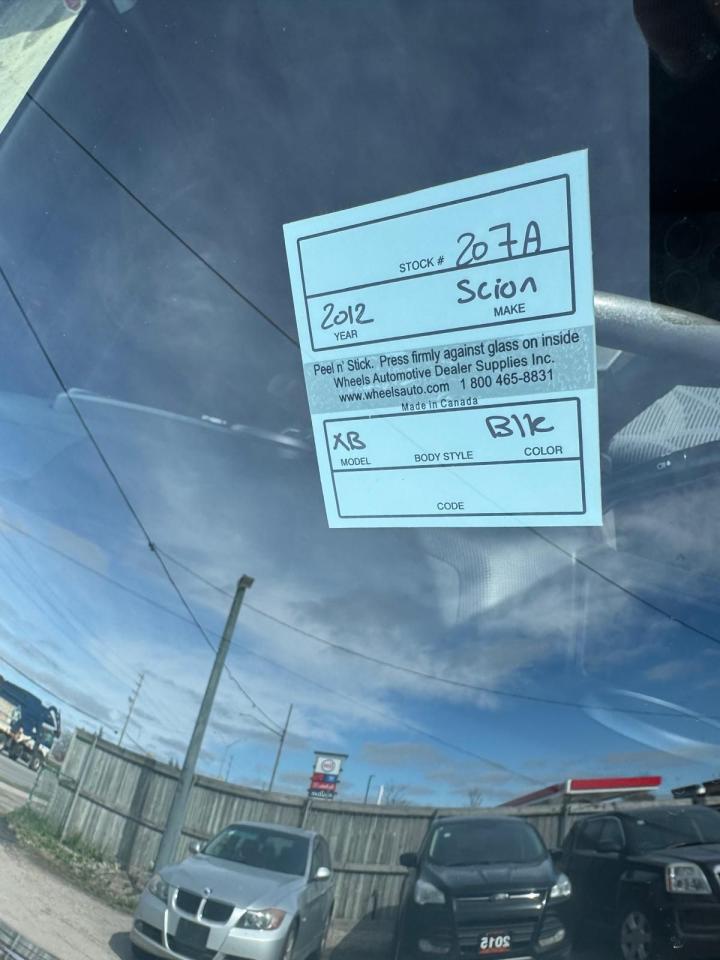 STOCK # 207A
2012 Scion
YEAR MAKE
Peel n' Stick. Press firmly against glass on inside
Wheels Automotive Dealer Supplies Inc.
www.wheelsauto.com 1 800 465-8831
Made in Canada
XB Blk
MODEL BODY STYLE COLOR
CODE
2015